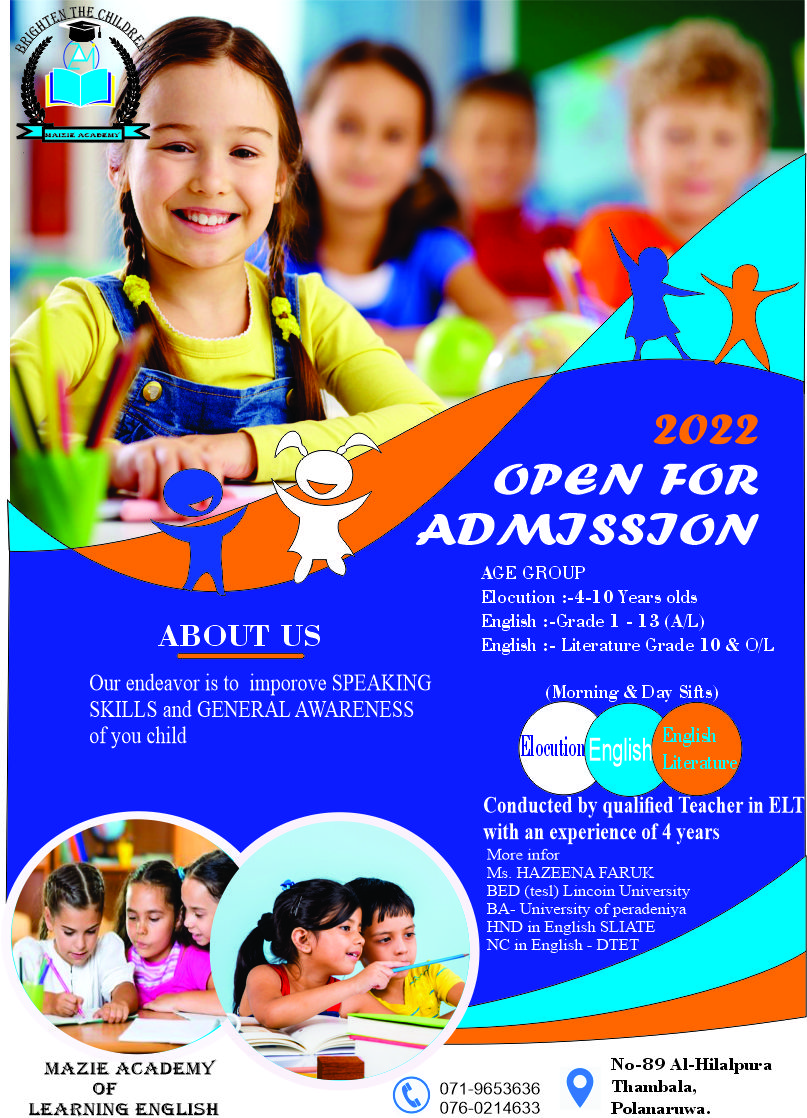 BRIGHTEN THE CHILDREN
MAIZIE ACADEMY
2022
OPEN FOR
ADMISSION
AGE GROUP
Elocution :-4-10 Years olds
English :-Grade 1 - 13 (A/L)
English :- Literature Grade 10 & O/L
ABOUT US
Our endeavor is to imporove SPEAKING
SKILLS and GENERAL AWARENESS
of you child
(Morning & Day Sifts)
Elocution
English
English
Literature
Conducted by qualified Teacher in ELT
with an experience of 4 years
More infor
Ms. HAZEENA FARUK
BED (tesl) Lincoin University
BA- University of peradeniya
HND in English SLIATE
NC in English - DTET
MAZIE ACADEMY
OF
LEARNING ENGLISH
071-9653636
076-0214633
No-89 Al-Hilalpura
Thambala,
Polanaruwa.